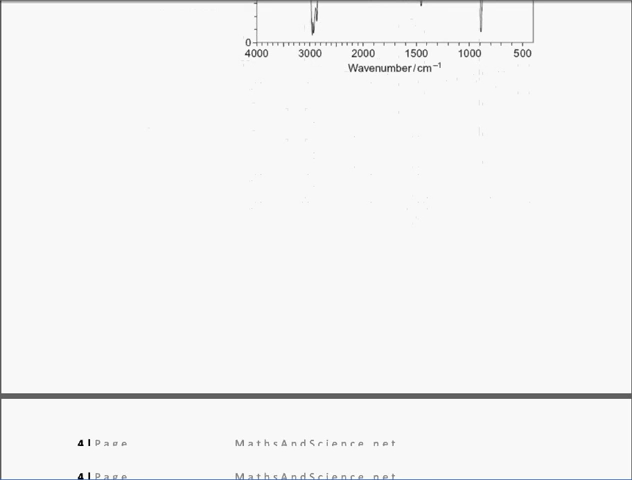 0
4000 3000 2000 1500 1000 500
Wavenumber / cm⁻¹
4 | Page MathsAndScience.net
4 | Page MathsAndScience.net